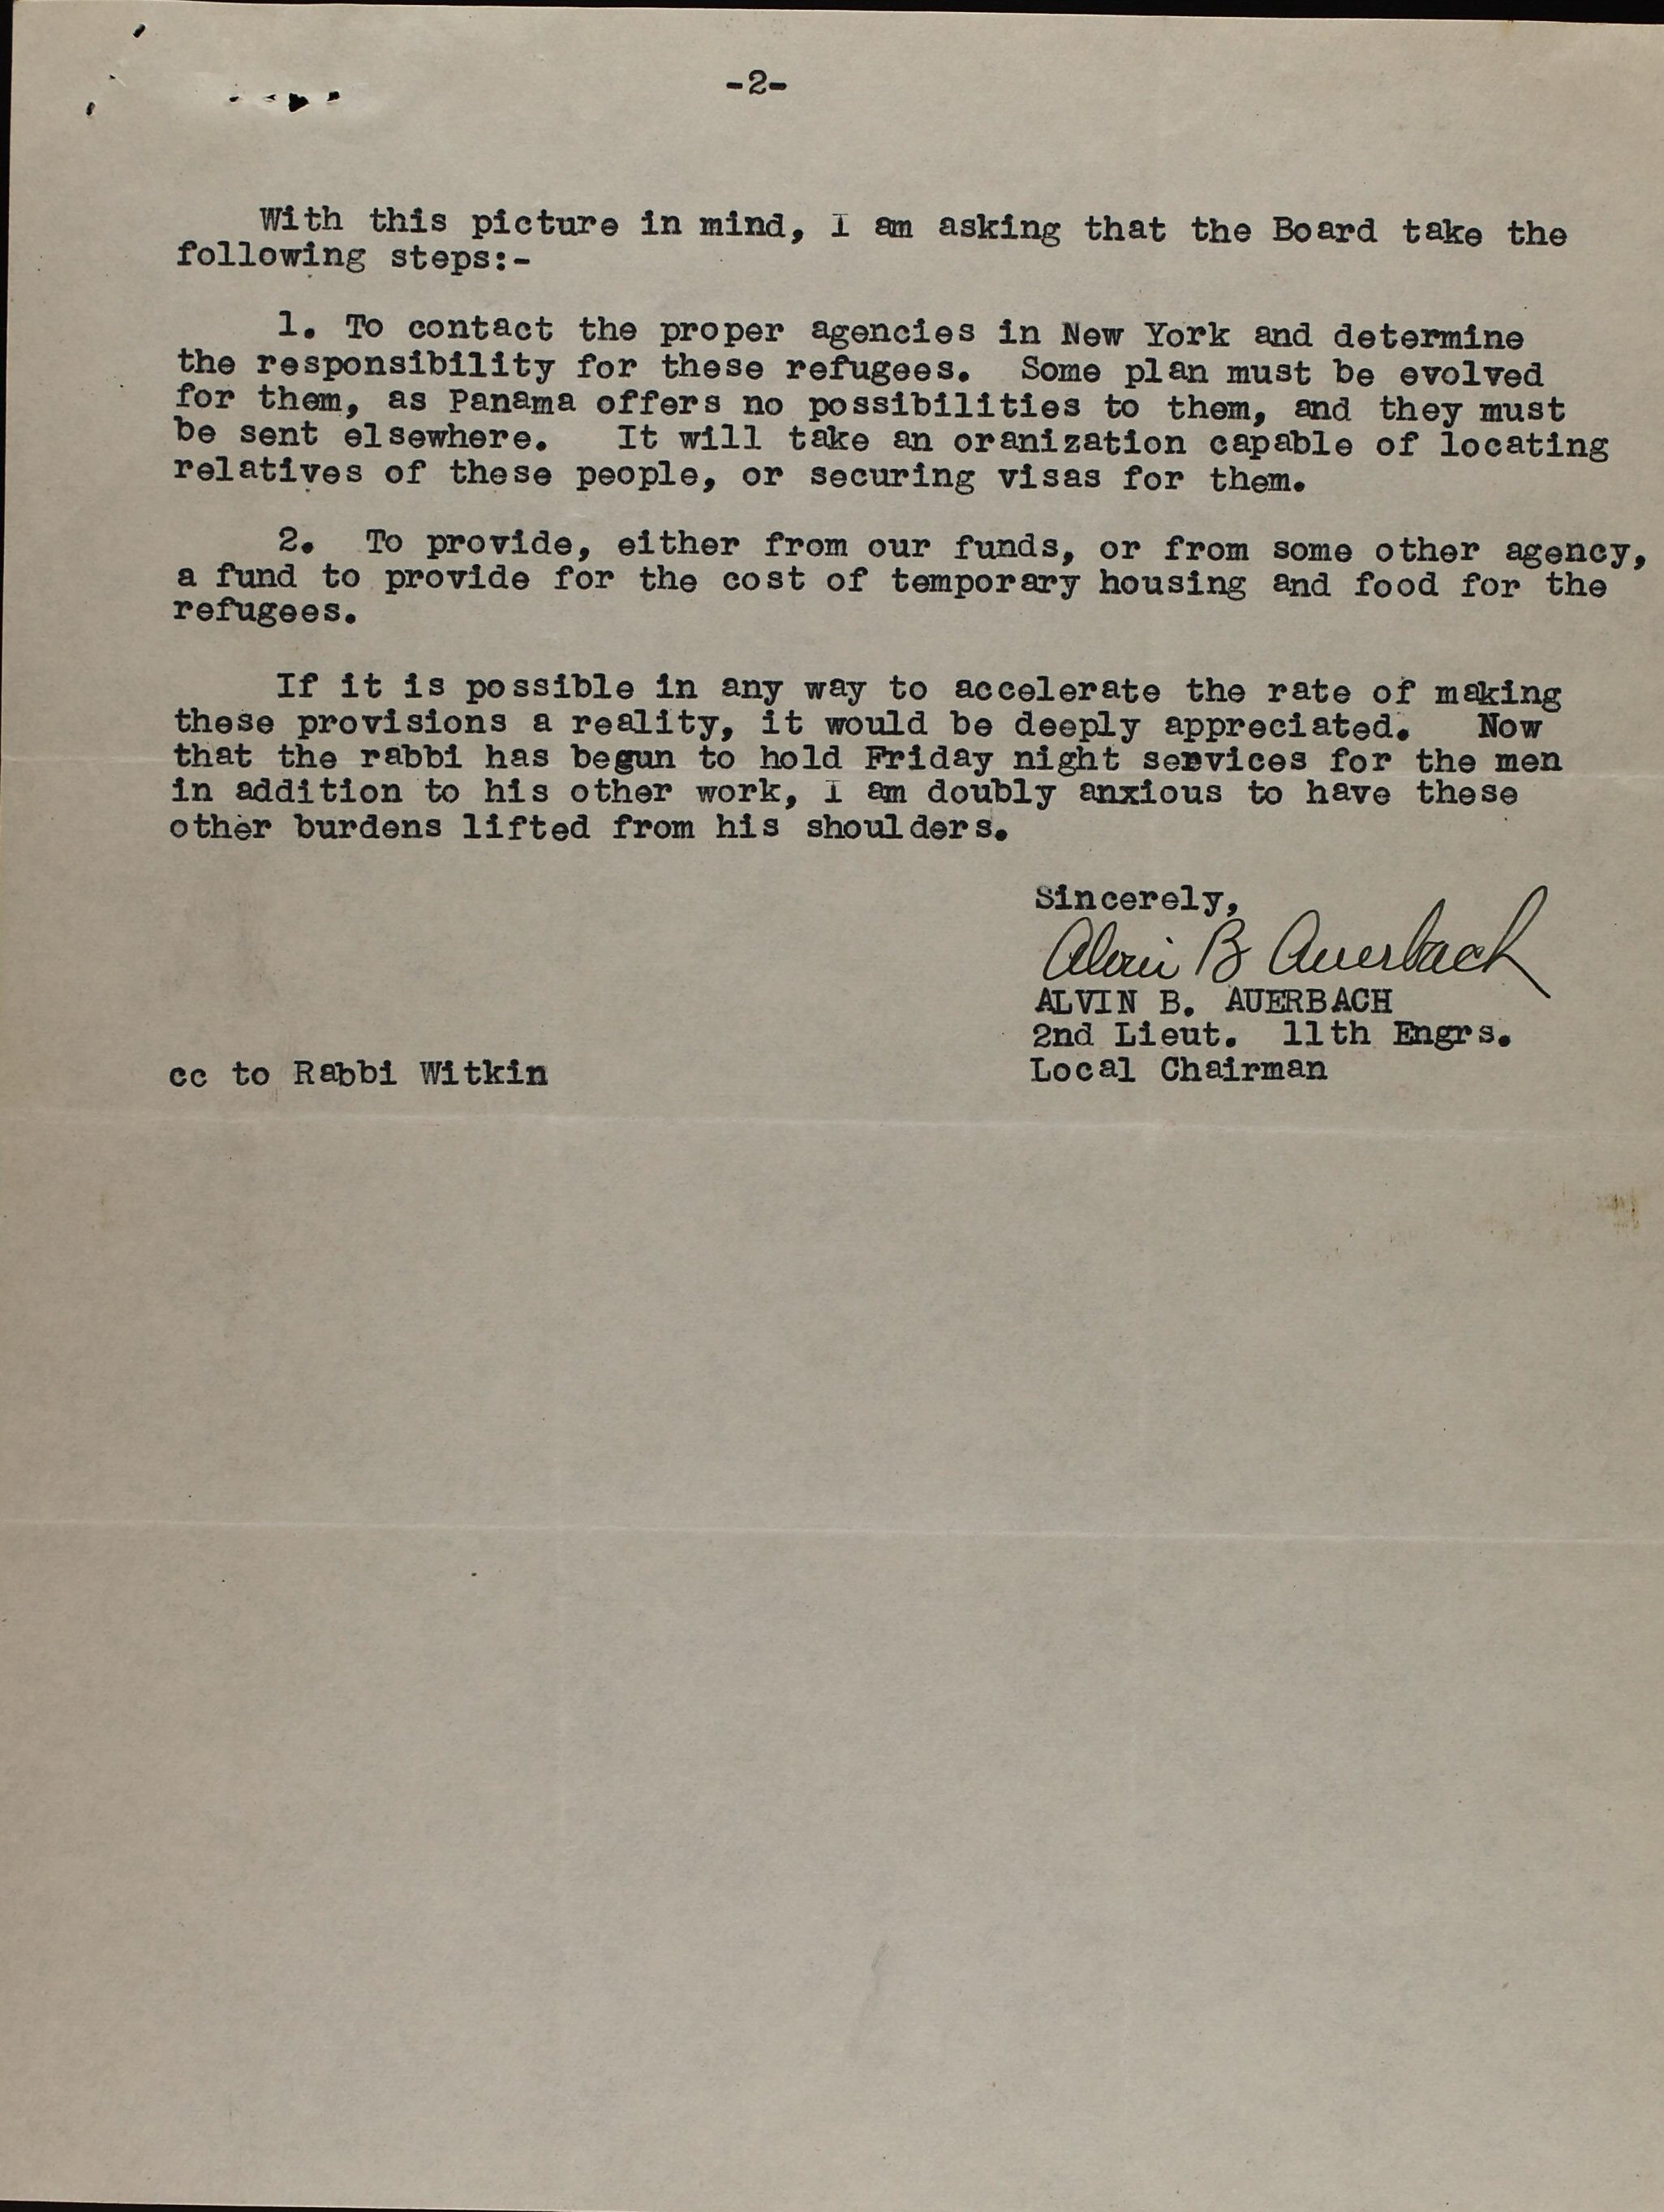 -2-
With this picture in mind, I am asking that the Board take the
following steps:-
1. To contact the proper agencies in New York and determine
the responsibility for these refugees. Some plan must be evolved
for them, as Panama offers no possibilities to them, and they must
be sent elsewhere. It will take an oranization capable of locating
relatives of these people, or securing visas for them.
2. To provide, either from our funds, or from some other agency,
a fund to provide for the cost of temporary housing and food for the
refugees.
If it is possible in any way to accelerate the rate of making
these provisions a reality, it would be deeply appreciated. Now
that the rabbi has begun to hold Friday night services for the men
in addition to his other work, I am doubly anxious to have these
other burdens lifted from his shoulders.
Sincerely,
Alvin B Auerbach
ALVIN B. AUERBACH
2nd Lieut. 11th Engrs.
cc to Rabbi Witkin Local Chairman